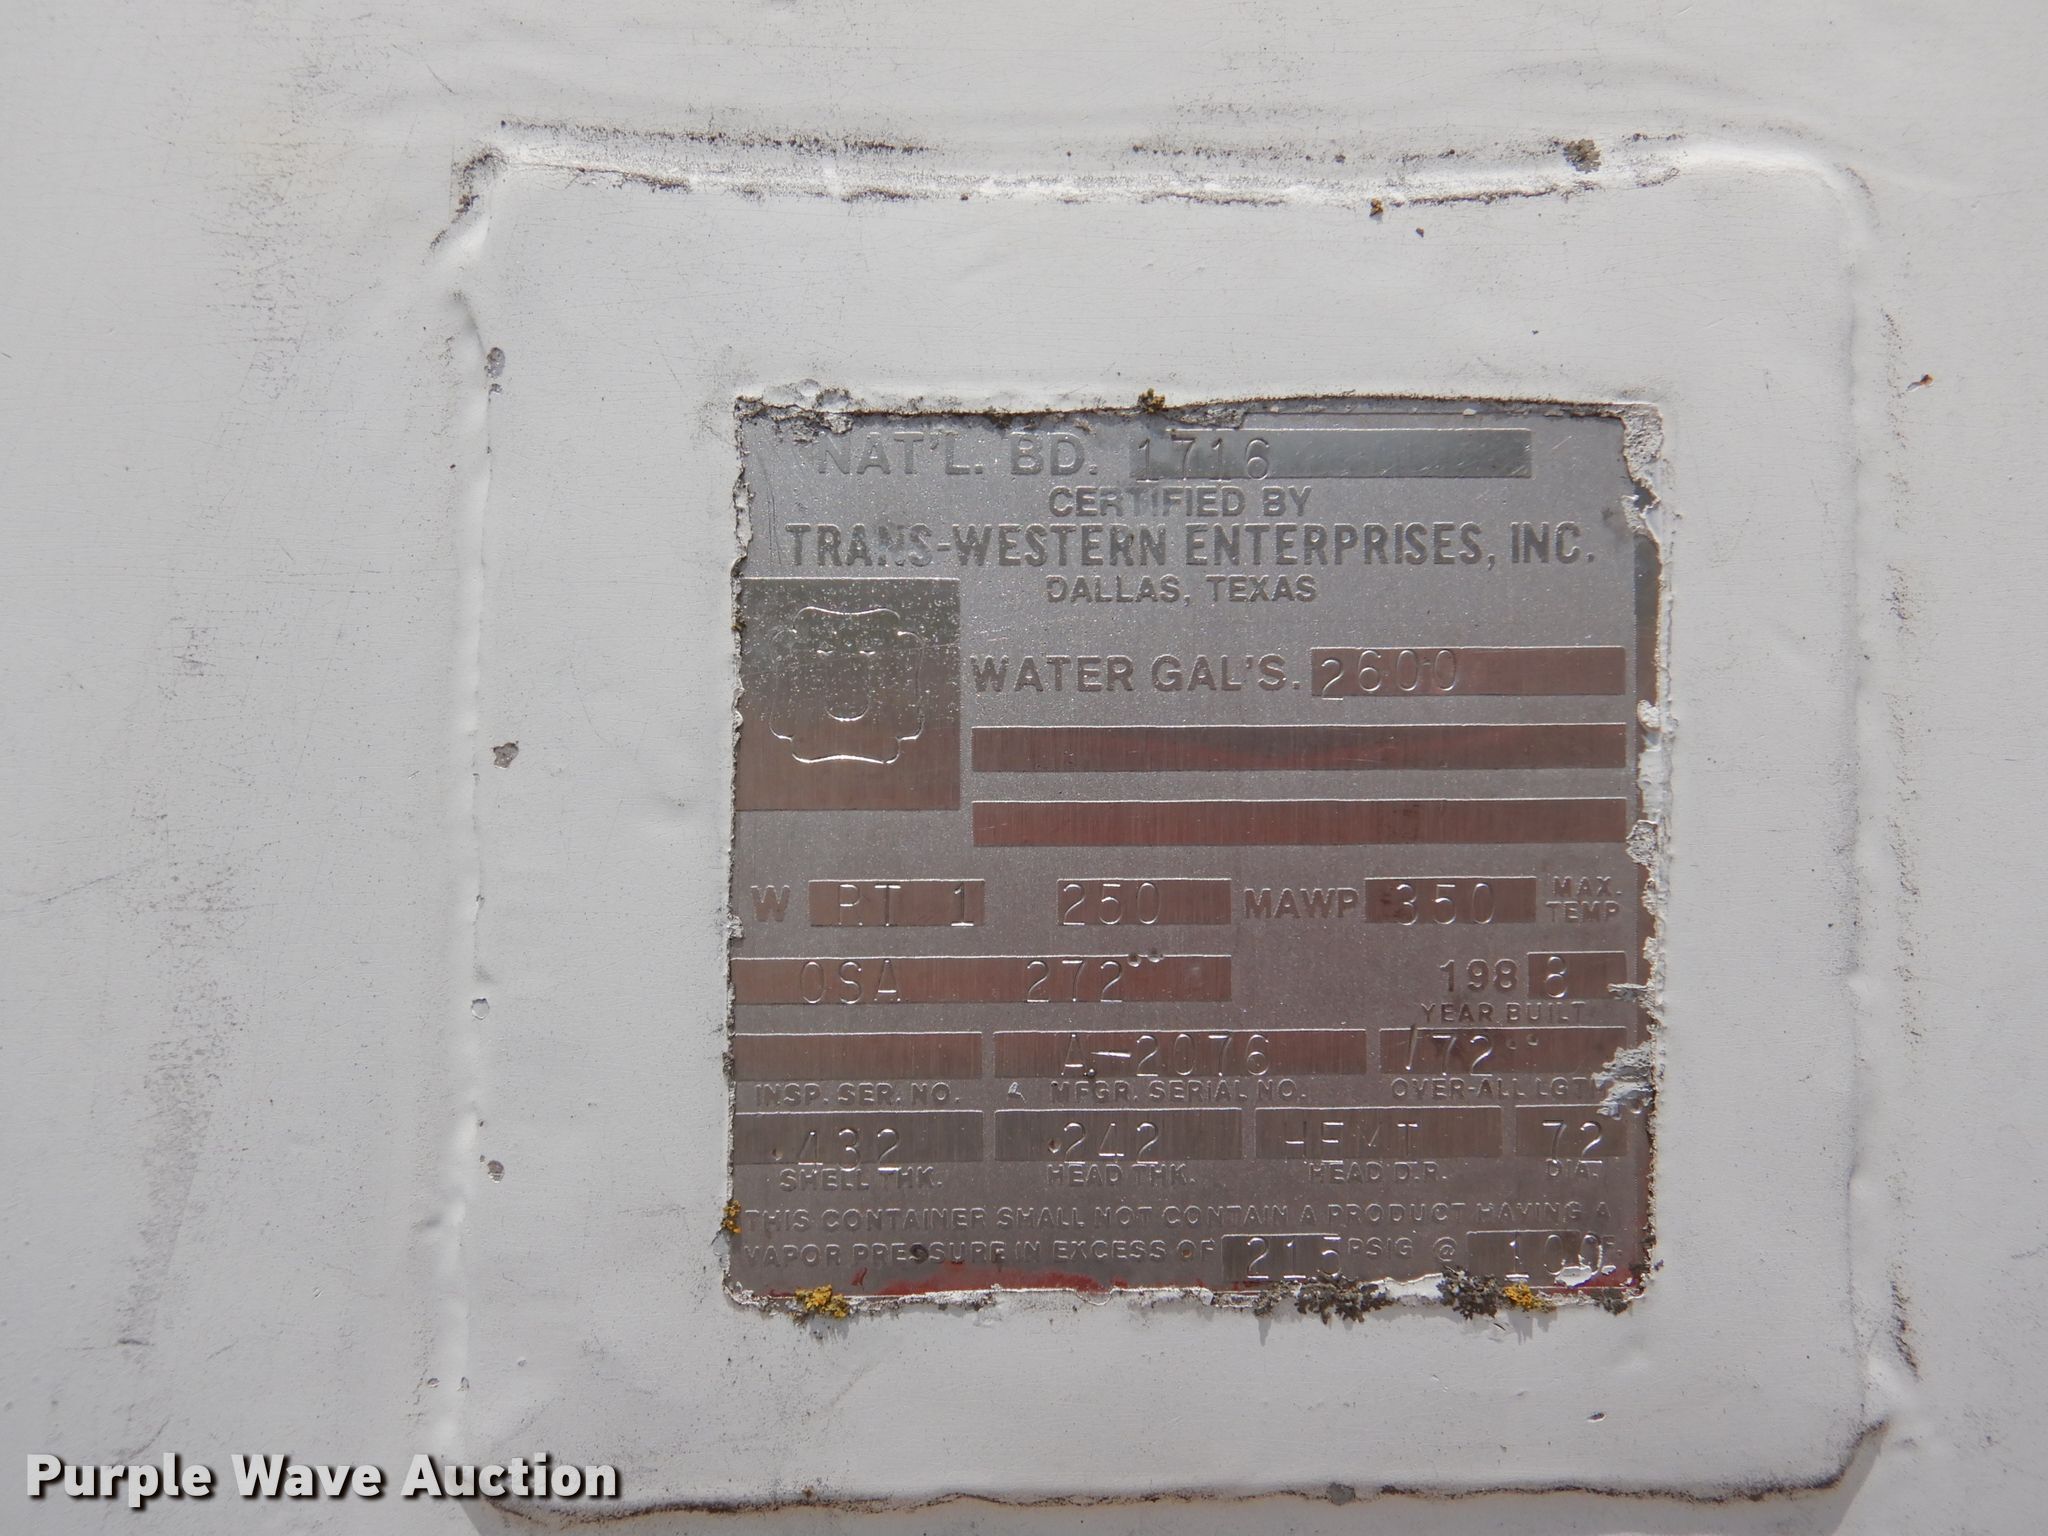 NAT'L. BD. 1716
CERTIFIED BY
TRANS-WESTERN ENTERPRISES, INC.
DALLAS, TEXAS
U
WATER GAL'S. 2600
W RT 1 250 MAWP 350 MAX. TEMP
OSA 272" 1988
YEAR BUILT
A-2076 172"
INSP. SER. NO. MFGR. SERIAL NO. OVER-ALL LGTH.
.432 .242 HEMI 72"
SHELL THK. HEAD THK. HEAD D.R. DIA.
THIS CONTAINER SHALL NOT CONTAIN A PRODUCT HAVING A
VAPOR PRESSURE IN EXCESS OF 215 PSIG @ 100 F.
Purple Wave Auction